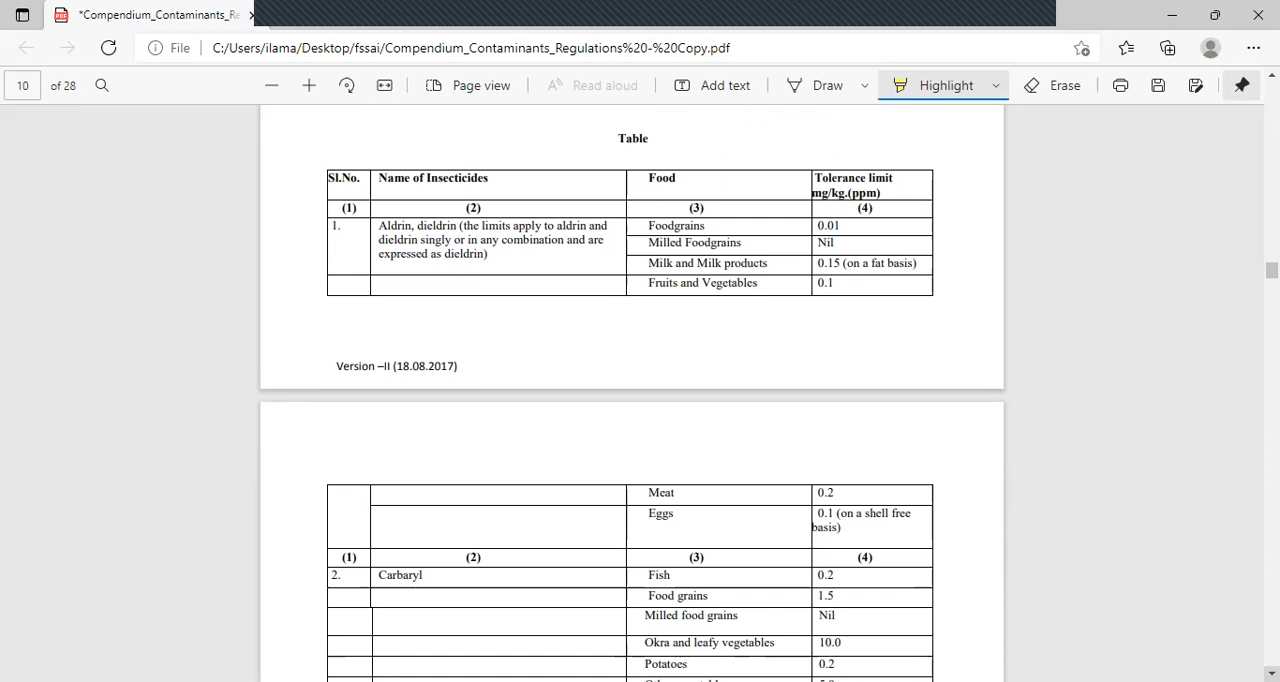 *Compendium_Contaminants_Re
File C:/Users/ilama/Desktop/fssai/Compendium_Contaminants_Regulations%20-%20Copy.pdf
10 of 28 Page view Read aloud Add text Draw Highlight Erase
Table
Sl.No. Name of Insecticides Food Tolerance limit
mg/kg.(ppm)
(1) (2) (3) (4)
1. Aldrin, dieldrin (the limits apply to aldrin and Foodgrains 0.01
dieldrin singly or in any combination and are Milled Foodgrains Nil
expressed as dieldrin) Milk and Milk products 0.15 (on a fat basis)
Fruits and Vegetables 0.1
Version –II (18.08.2017)
Meat 0.2
Eggs 0.1 (on a shell free
basis)
(1) (2) (3) (4)
2. Carbaryl Fish 0.2
Food grains 1.5
Milled food grains Nil
Okra and leafy vegetables 10.0
Potatoes 0.2